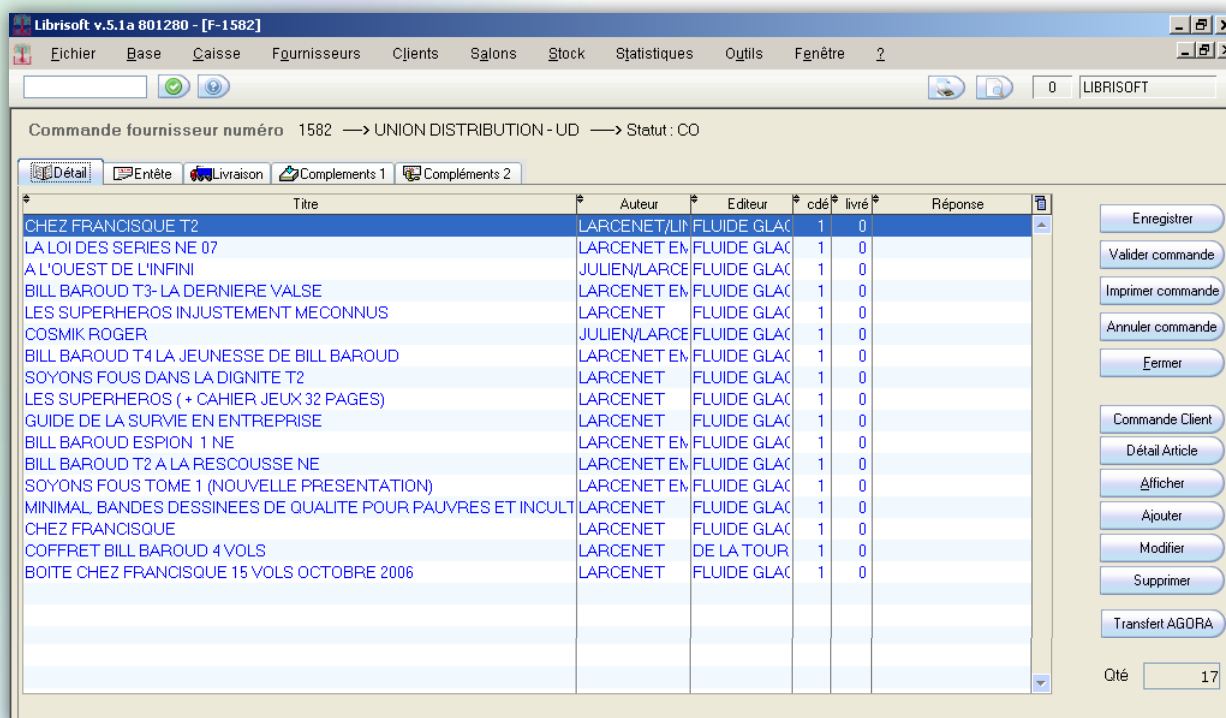 Librisoft v.5.1a 801280 - [F-1582]
Fichier Base Caisse Fournisseurs Clients Salons Stock Statistiques Outils Fenêtre ?
0 LIBRISOFT
Commande fournisseur numéro 1582 --> UNION DISTRIBUTION - UD --> Statut : CO
Détail Entête Livraison Complements 1 Compléments 2
Titre Auteur Editeur cdé livré Réponse
CHEZ FRANCISQUE T2 LARCENET/LIN FLUIDE GLAC 1 0
LA LOI DES SERIES NE 07 LARCENET EM FLUIDE GLAC 1 0
A L'OUEST DE L'INFINI JULIEN/LARCE FLUIDE GLAC 1 0
BILL BAROUD T3- LA DERNIERE VALSE LARCENET EM FLUIDE GLAC 1 0
LES SUPERHEROS INJUSTEMENT MECONNUS LARCENET FLUIDE GLAC 1 0
COSMIK ROGER JULIEN/LARCE FLUIDE GLAC 1 0
BILL BAROUD T4 LA JEUNESSE DE BILL BAROUD LARCENET EM FLUIDE GLAC 1 0
SOYONS FOUS DANS LA DIGNITE T2 LARCENET FLUIDE GLAC 1 0
LES SUPERHEROS ( + CAHIER JEUX 32 PAGES) LARCENET FLUIDE GLAC 1 0
GUIDE DE LA SURVIE EN ENTREPRISE LARCENET FLUIDE GLAC 1 0
BILL BAROUD ESPION 1 NE LARCENET EM FLUIDE GLAC 1 0
BILL BAROUD T2 A LA RESCOUSSE NE LARCENET EM FLUIDE GLAC 1 0
SOYONS FOUS TOME 1 (NOUVELLE PRESENTATION) LARCENET EM FLUIDE GLAC 1 0
MINIMAL, BANDES DESSINEES DE QUALITE POUR PAUVRES ET INCULT LARCENET FLUIDE GLAC 1 0
CHEZ FRANCISQUE LARCENET FLUIDE GLAC 1 0
COFFRET BILL BAROUD 4 VOLS LARCENET DE LA TOUR 1 0
BOITE CHEZ FRANCISQUE 15 VOLS OCTOBRE 2006 LARCENET FLUIDE GLAC 1 0
Enregistrer
Valider commande
Imprimer commande
Annuler commande
Fermer
Commande Client
Détail Article
Afficher
Ajouter
Modifier
Supprimer
Transfert AGORA
Qté 17